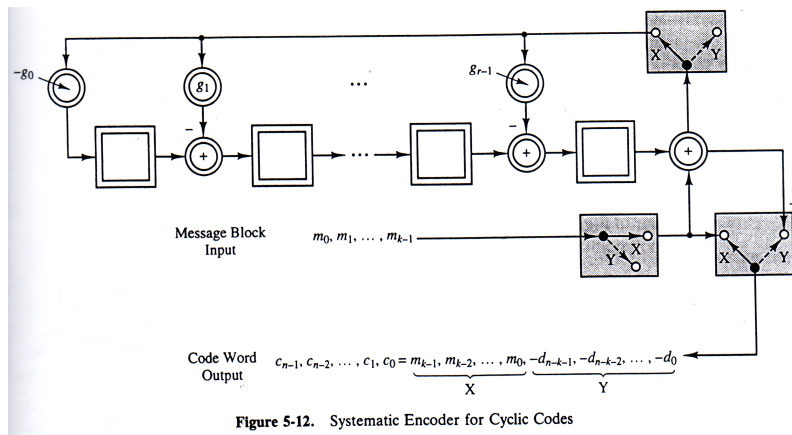 X Y
-g0 g1 ... gr-1
- -
+ ... + +
Message Block
Input
m0, m1, ... , mk-1
X
Y
X Y
Code Word
Output
cn-1, cn-2, ... , c1, c0 = mk-1, mk-2, ... , m0, -dn-k-1, -dn-k-2, ... , -d0
X Y
Figure 5-12. Systematic Encoder for Cyclic Codes